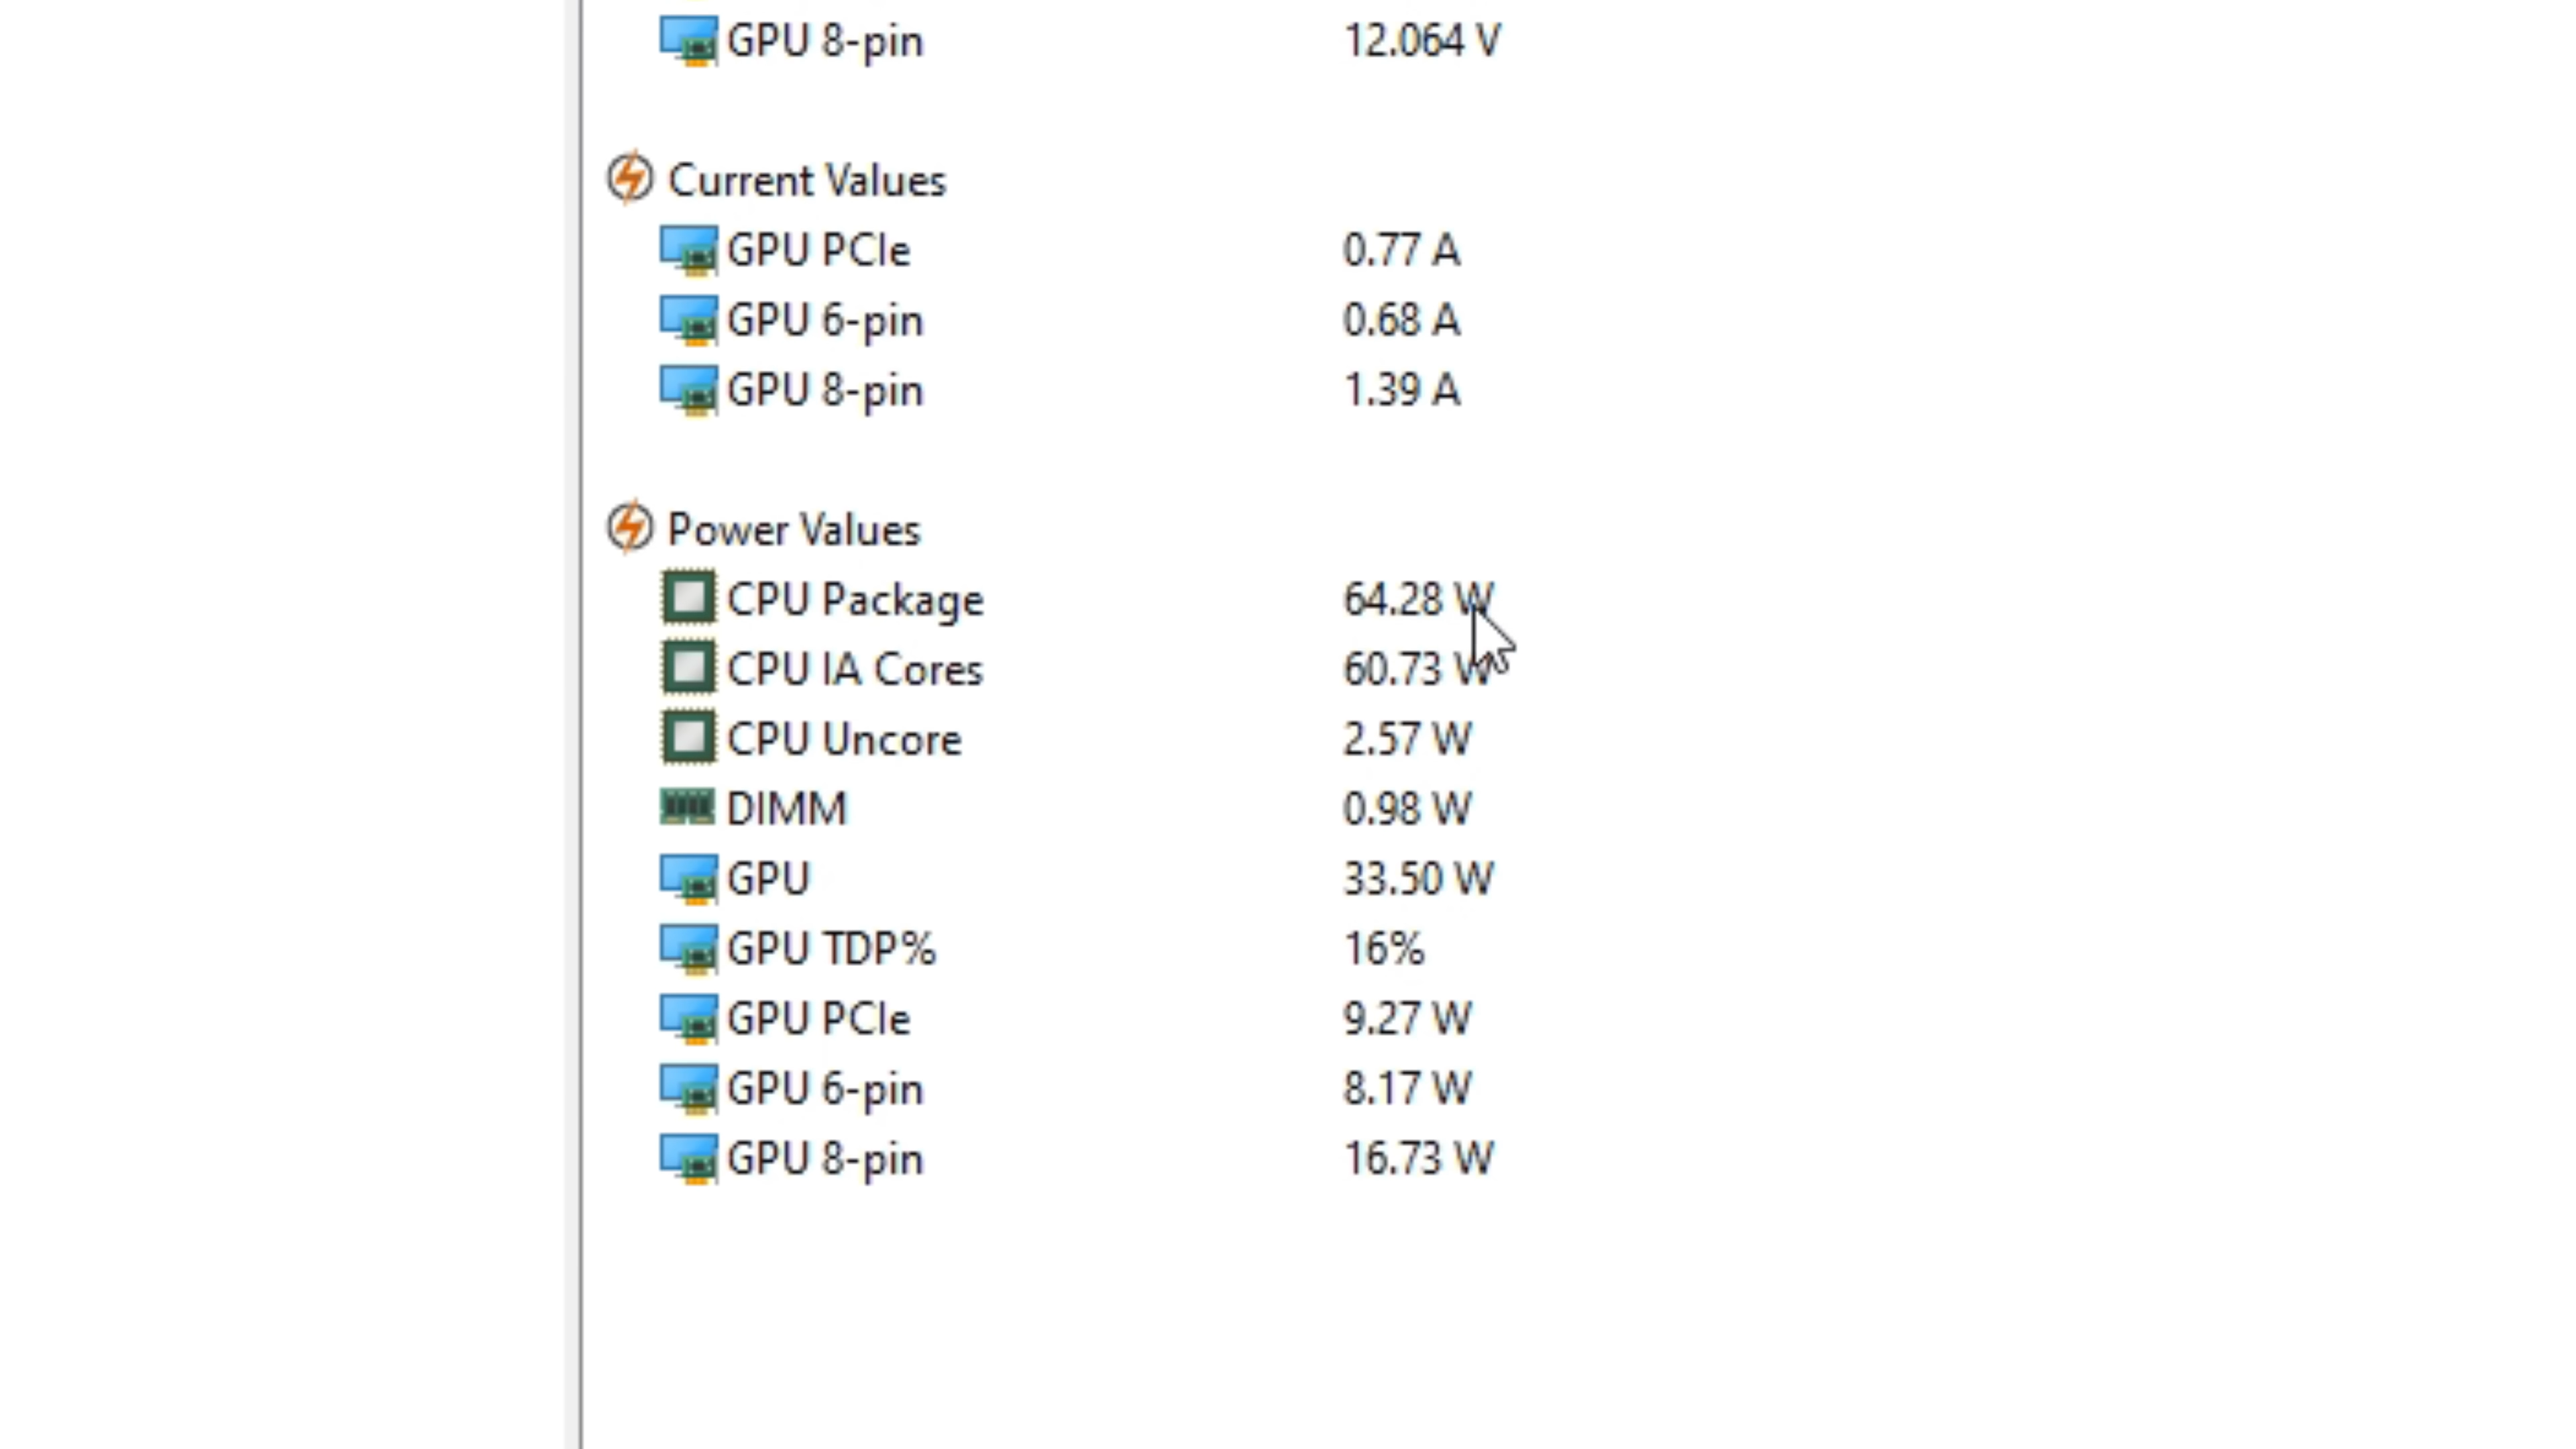 GPU 8-pin 12.064 V
Current Values
GPU PCIe 0.77 A
GPU 6-pin 0.68 A
GPU 8-pin 1.39 A
Power Values
CPU Package 64.28 W
CPU IA Cores 60.73 W
CPU Uncore 2.57 W
DIMM 0.98 W
GPU 33.50 W
GPU TDP% 16%
GPU PCIe 9.27 W
GPU 6-pin 8.17 W
GPU 8-pin 16.73 W